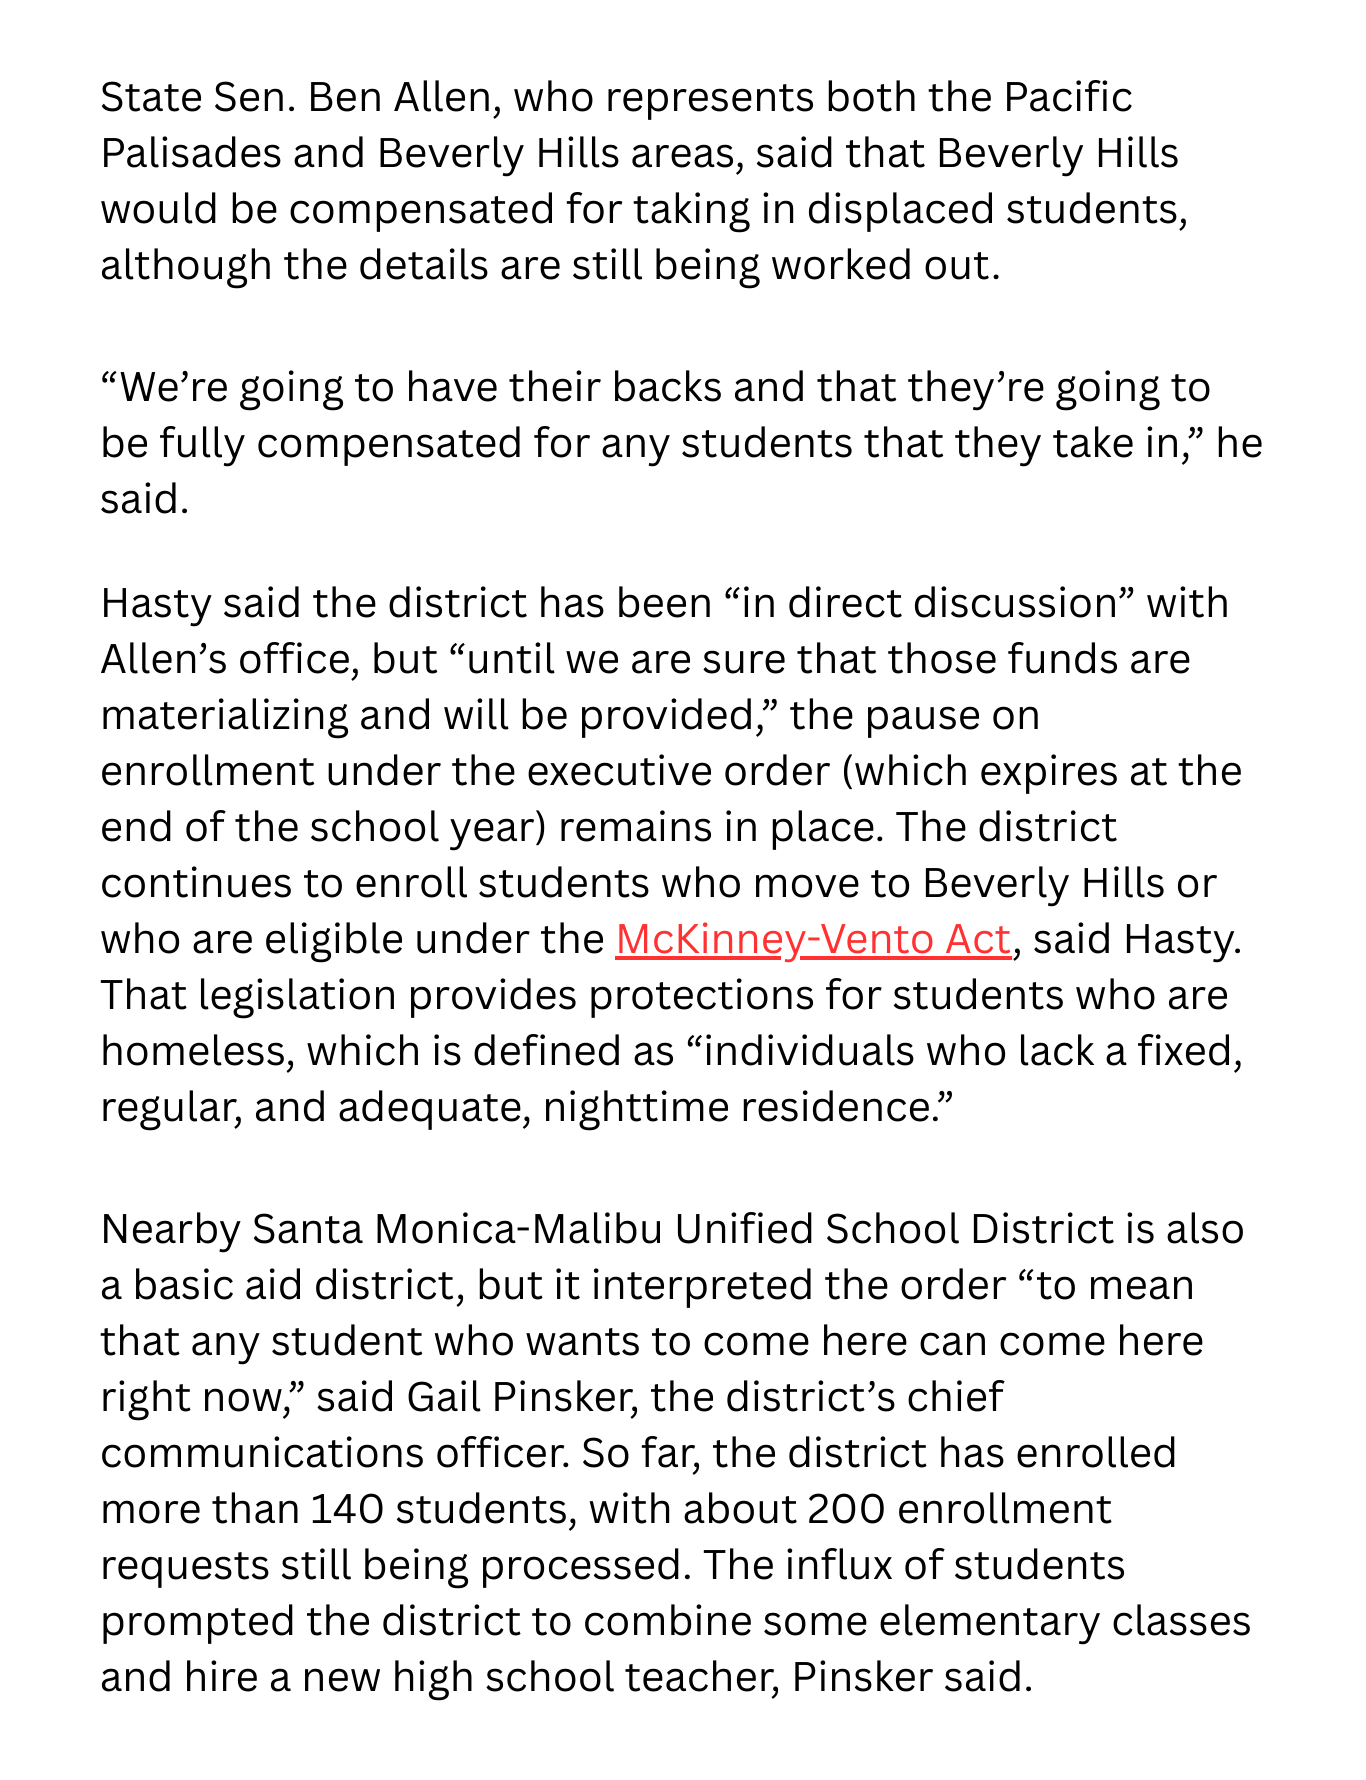 State Sen. Ben Allen, who represents both the Pacific
Palisades and Beverly Hills areas, said that Beverly Hills
would be compensated for taking in displaced students,
although the details are still being worked out.
“We’re going to have their backs and that they’re going to
be fully compensated for any students that they take in,” he
said.
Hasty said the district has been “in direct discussion” with
Allen’s office, but “until we are sure that those funds are
materializing and will be provided,” the pause on
enrollment under the executive order (which expires at the
end of the school year) remains in place. The district
continues to enroll students who move to Beverly Hills or
who are eligible under the McKinney-Vento Act, said Hasty.
That legislation provides protections for students who are
homeless, which is defined as “individuals who lack a fixed,
regular, and adequate, nighttime residence.”
Nearby Santa Monica-Malibu Unified School District is also
a basic aid district, but it interpreted the order “to mean
that any student who wants to come here can come here
right now,” said Gail Pinsker, the district’s chief
communications officer. So far, the district has enrolled
more than 140 students, with about 200 enrollment
requests still being processed. The influx of students
prompted the district to combine some elementary classes
and hire a new high school teacher, Pinsker said.